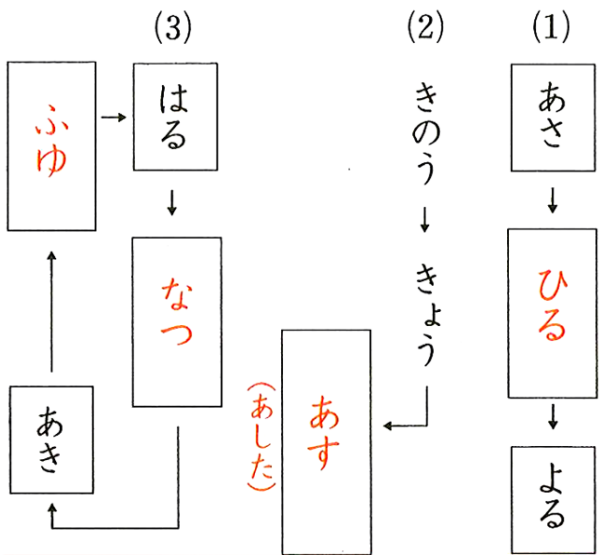 (1)
あさ
ひる
よる
(2)
きのう
きょう
あす
(あした)
(3)
はる
なつ
あき
ふゆ